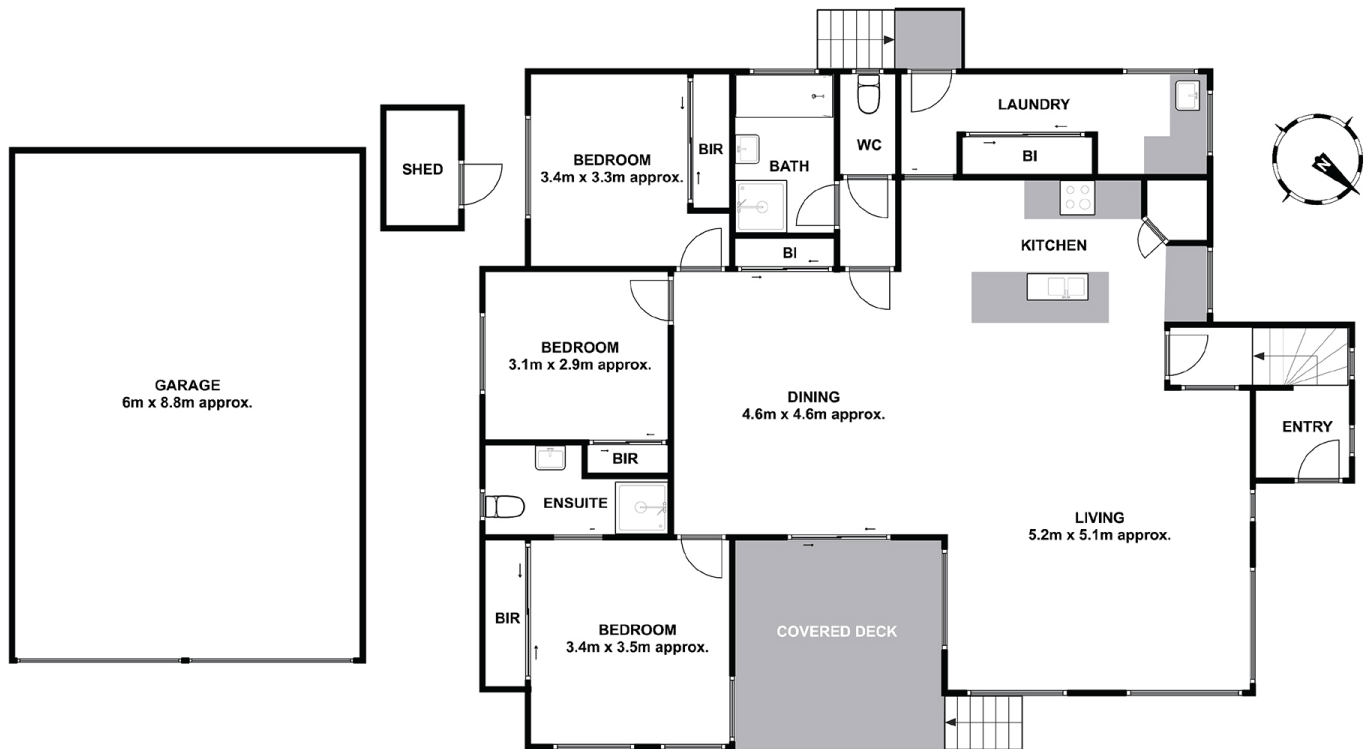 LAUNDRY
SHED
BEDROOM
3.4m x 3.3m approx.
BIR
BATH
WC
BI
N
KITCHEN
BI
BEDROOM
3.1m x 2.9m approx.
GARAGE
6m x 8.8m approx.
DINING
4.6m x 4.6m approx.
ENTRY
BIR
ENSUITE
LIVING
5.2m x 5.1m approx.
BIR
BEDROOM
3.4m x 3.5m approx.
COVERED DECK